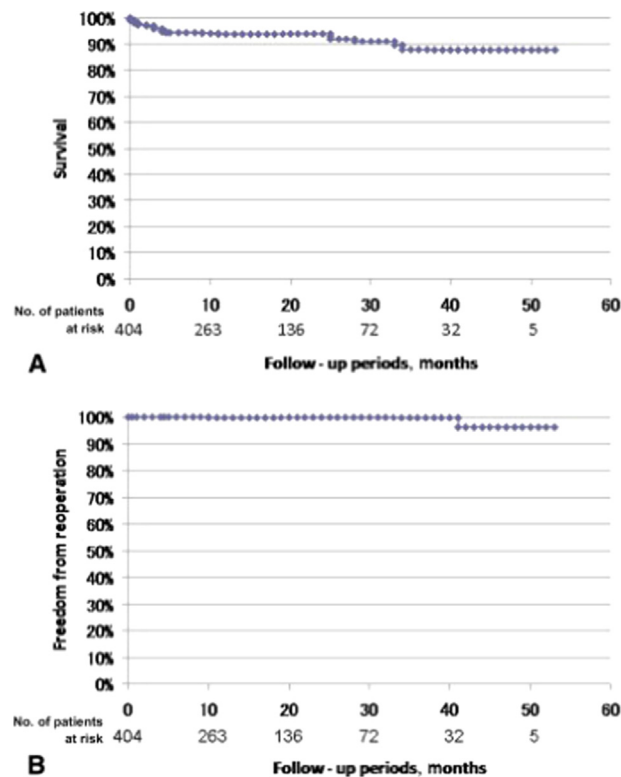 100%
90%
80%
70%
60%
50%
40%
30%
20%
10%
0%
Survival
0 10 20 30 40 50 60
No. of patients
at risk 404 263 136 72 32 5
A
Follow - up periods, months
100%
90%
80%
70%
60%
50%
40%
30%
20%
10%
0%
Freedom from reoperation
0 10 20 30 40 50 60
No. of patients
at risk 404 263 136 72 32 5
B
Follow - up periods, months